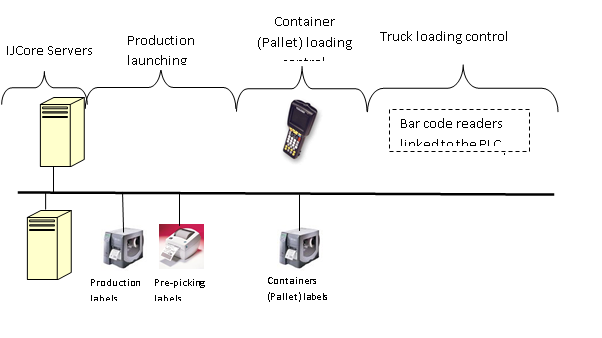 IJCore Servers
Production
launching
Container
(Pallet) loading
control
Truck loading control
Bar code readers
linked to the PLC
Production
labels
Pre-picking
labels
Containers
(Pallet) labels